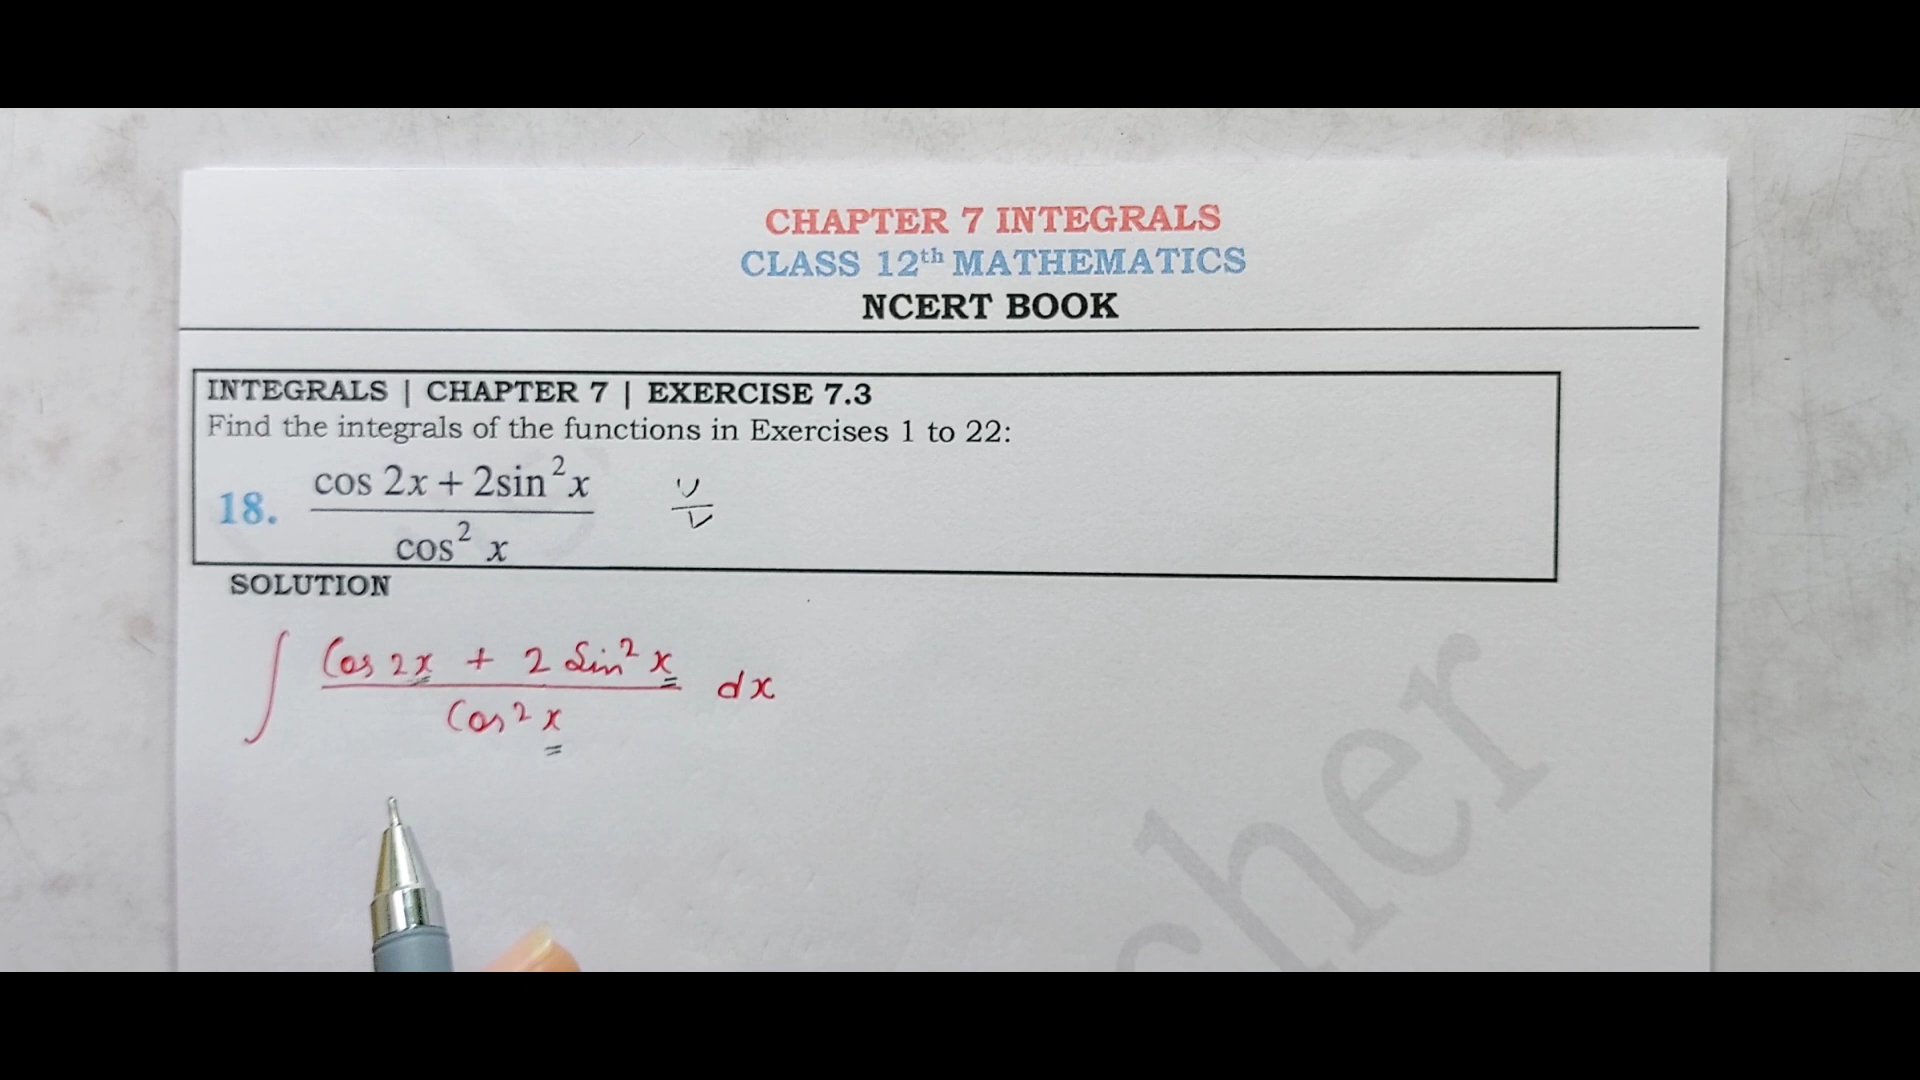 CHAPTER 7 INTEGRALS
CLASS 12th MATHEMATICS
NCERT BOOK
INTEGRALS | CHAPTER 7 | EXERCISE 7.3
Find the integrals of the functions in Exercises 1 to 22:
18. (cos 2x + 2sin²x) / (cos² x)  U/V
SOLUTION
∫ (Cos 2x + 2 Sin² x) / (Cos² x) dx
cher